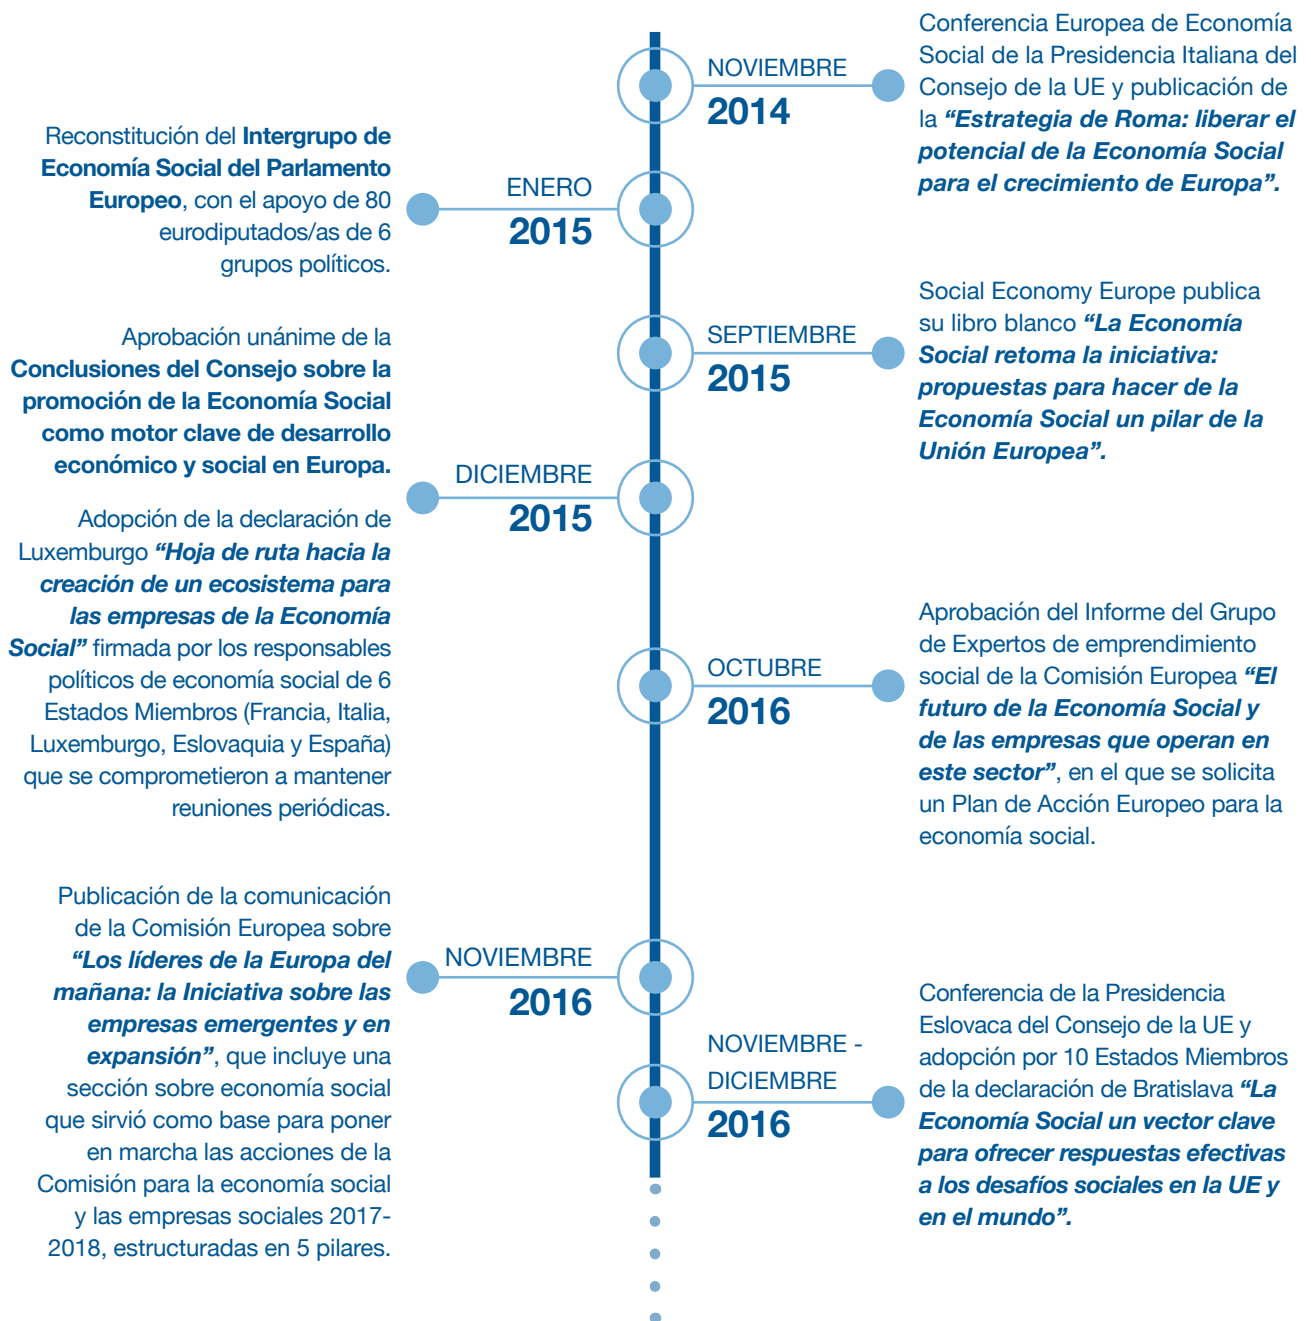 NOVIEMBRE
2014
Conferencia Europea de Economía
Social de la Presidencia Italiana del
Consejo de la UE y publicación de
la “Estrategia de Roma: liberar el
potencial de la Economía Social
para el crecimiento de Europa”.
Reconstitución del Intergrupo de
Economía Social del Parlamento
Europeo, con el apoyo de 80
eurodiputados/as de 6
grupos políticos.
ENERO
2015
SEPTIEMBRE
2015
Social Economy Europe publica
su libro blanco “La Economía
Social retoma la iniciativa:
propuestas para hacer de la
Economía Social un pilar de la
Unión Europea”.
Aprobación unánime de la
Conclusiones del Consejo sobre la
promoción de la Economía Social
como motor clave de desarrollo
económico y social en Europa.
DICIEMBRE
2015
Adopción de la declaración de
Luxemburgo “Hoja de ruta hacia la
creación de un ecosistema para
las empresas de la Economía
Social” firmada por los responsables
políticos de economía social de 6
Estados Miembros (Francia, Italia,
Luxemburgo, Eslovaquia y España)
que se comprometieron a mantener
reuniones periódicas.
OCTUBRE
2016
Aprobación del Informe del Grupo
de Expertos de emprendimiento
social de la Comisión Europea “El
futuro de la Economía Social y
de las empresas que operan en
este sector”, en el que se solicita
un Plan de Acción Europeo para la
economía social.
Publicación de la comunicación
de la Comisión Europea sobre
“Los líderes de la Europa del
mañana: la Iniciativa sobre las
empresas emergentes y en
expansión”, que incluye una
sección sobre economía social
que sirvió como base para poner
en marcha las acciones de la
Comisión para la economía social
y las empresas sociales 2017-
2018, estructuradas en 5 pilares.
NOVIEMBRE
2016
NOVIEMBRE -
DICIEMBRE
2016
Conferencia de la Presidencia
Eslovaca del Consejo de la UE y
adopción por 10 Estados Miembros
de la declaración de Bratislava “La
Economía Social un vector clave
para ofrecer respuestas efectivas
a los desafíos sociales en la UE y
en el mundo”.